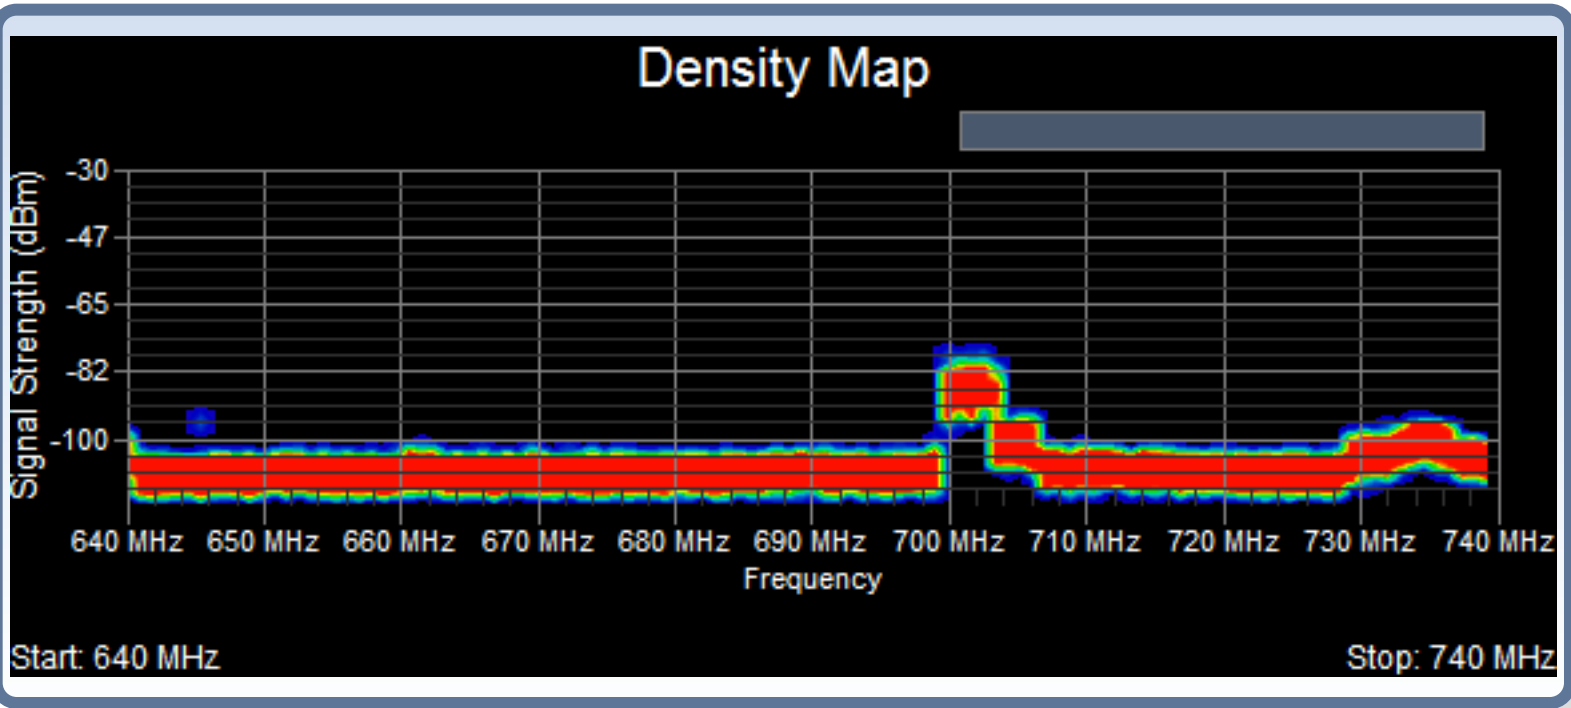 Density Map
Signal Strength (dBm)
-30
-47
-65
-82
-100
640 MHz 650 MHz 660 MHz 670 MHz 680 MHz 690 MHz 700 MHz 710 MHz 720 MHz 730 MHz 740 MHz
Frequency
Start: 640 MHz Stop: 740 MHz